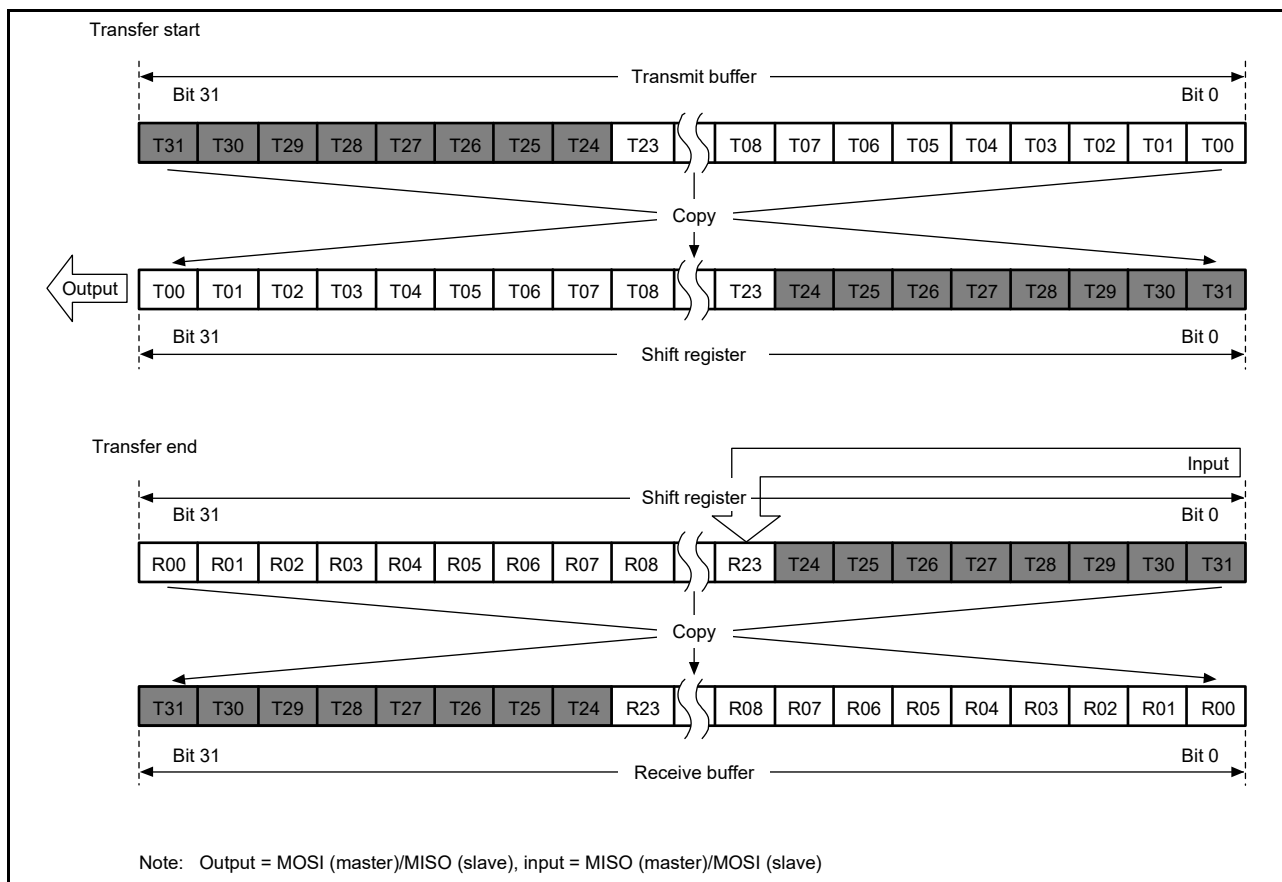 Transfer start
Transmit buffer
Bit 31 Bit 0
T31 T30 T29 T28 T27 T26 T25 T24 T23 T08 T07 T06 T05 T04 T03 T02 T01 T00
Copy
Output T00 T01 T02 T03 T04 T05 T06 T07 T08 T23 T24 T25 T26 T27 T28 T29 T30 T31
Bit 31 Bit 0
Shift register
Transfer end
Input
Shift register
Bit 31 Bit 0
R00 R01 R02 R03 R04 R05 R06 R07 R08 R23 T24 T25 T26 T27 T28 T29 T30 T31
Copy
T31 T30 T29 T28 T27 T26 T25 T24 R23 R08 R07 R06 R05 R04 R03 R02 R01 R00
Bit 31 Bit 0
Receive buffer
Note: Output = MOSI (master)/MISO (slave), input = MISO (master)/MOSI (slave)